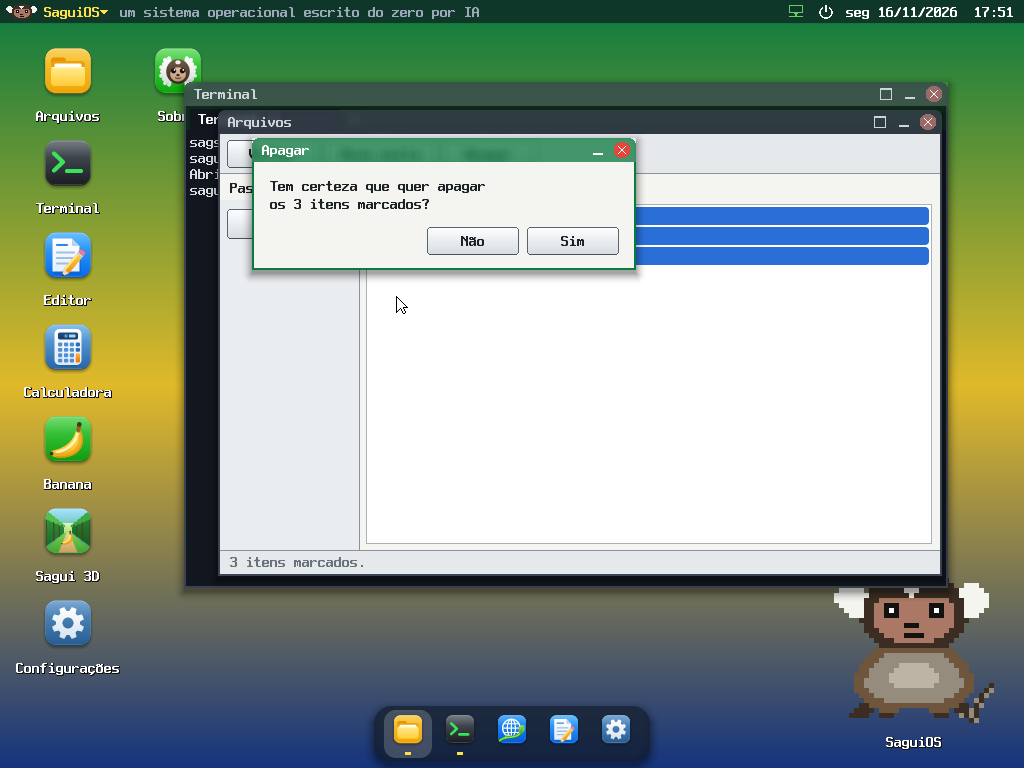 SaguiOS
um sistema operacional escrito do zero por IA
seg 16/11/2026 17:51
Arquivos
Terminal
Editor
Calculadora
Banana
Sagui 3D
Configurações
Terminal
Arquivos
Apagar
Tem certeza que quer apagar
os 3 itens marcados?
Não
Sim
3 itens marcados.
SaguiOS